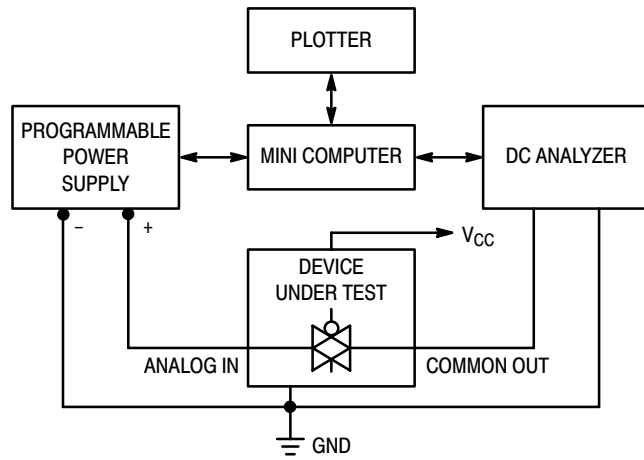 PLOTTER
PROGRAMMABLE
POWER
SUPPLY
MINI COMPUTER
DC ANALYZER
− +
VCC
DEVICE
UNDER TEST
ANALOG IN
COMMON OUT
GND